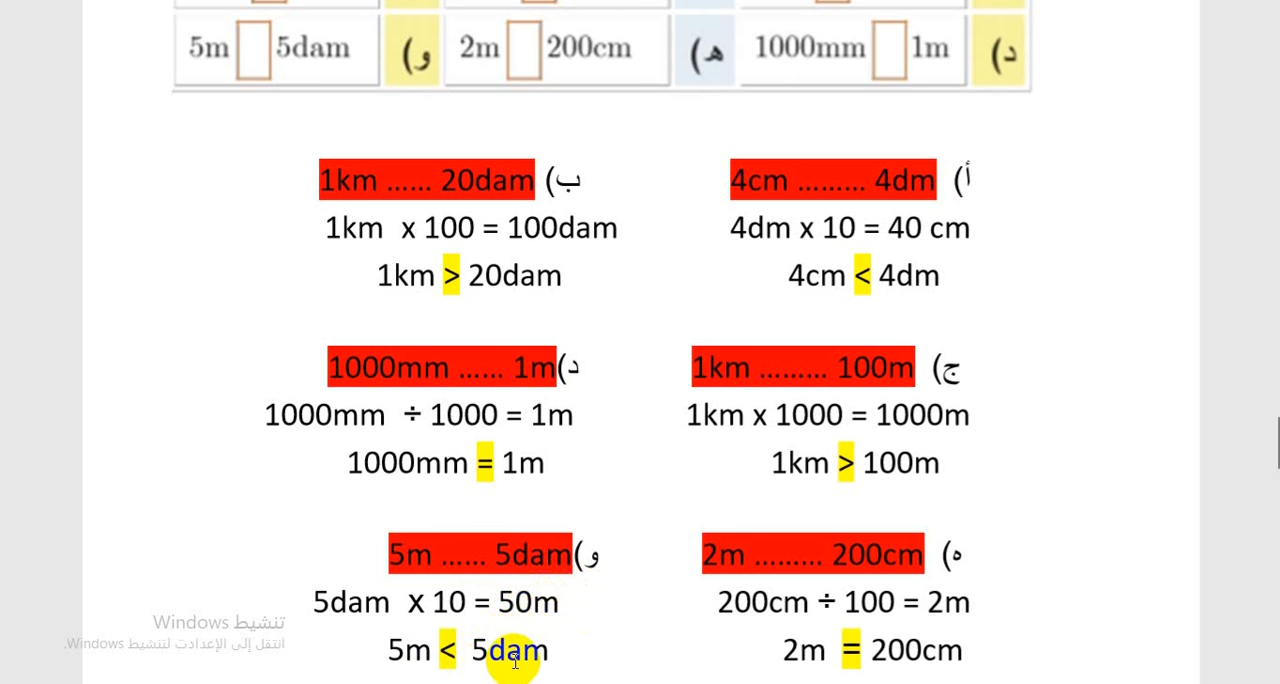 د) 1000mm 1m
ه) 2m 200cm
و) 5m 5dam
أ) 4cm ......... 4dm
4dm x 10 = 40 cm
4cm < 4dm
ب) 1km ...... 20dam
1km x 100 = 100dam
1km > 20dam
ج) 1km ......... 100m
1km x 1000 = 1000m
1km > 100m
د) 1000mm ...... 1m
1000mm ÷ 1000 = 1m
1000mm = 1m
ه) 2m ......... 200cm
200cm ÷ 100 = 2m
2m = 200cm
و) 5m ...... 5dam
5dam x 10 = 50m
5m < 5dam
تنشيط Windows
انتقل إلى الإعدادت لتنشيط Windows.